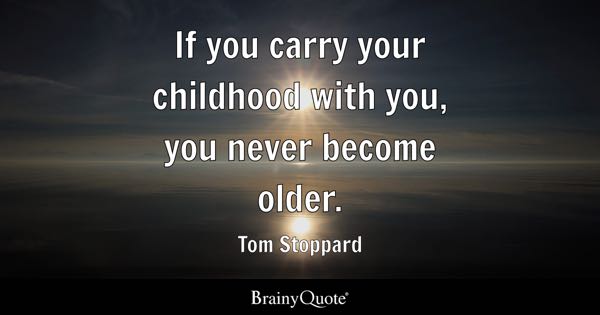 If you carry your
childhood with you,
you never become
older.
Tom Stoppard
BrainyQuote®